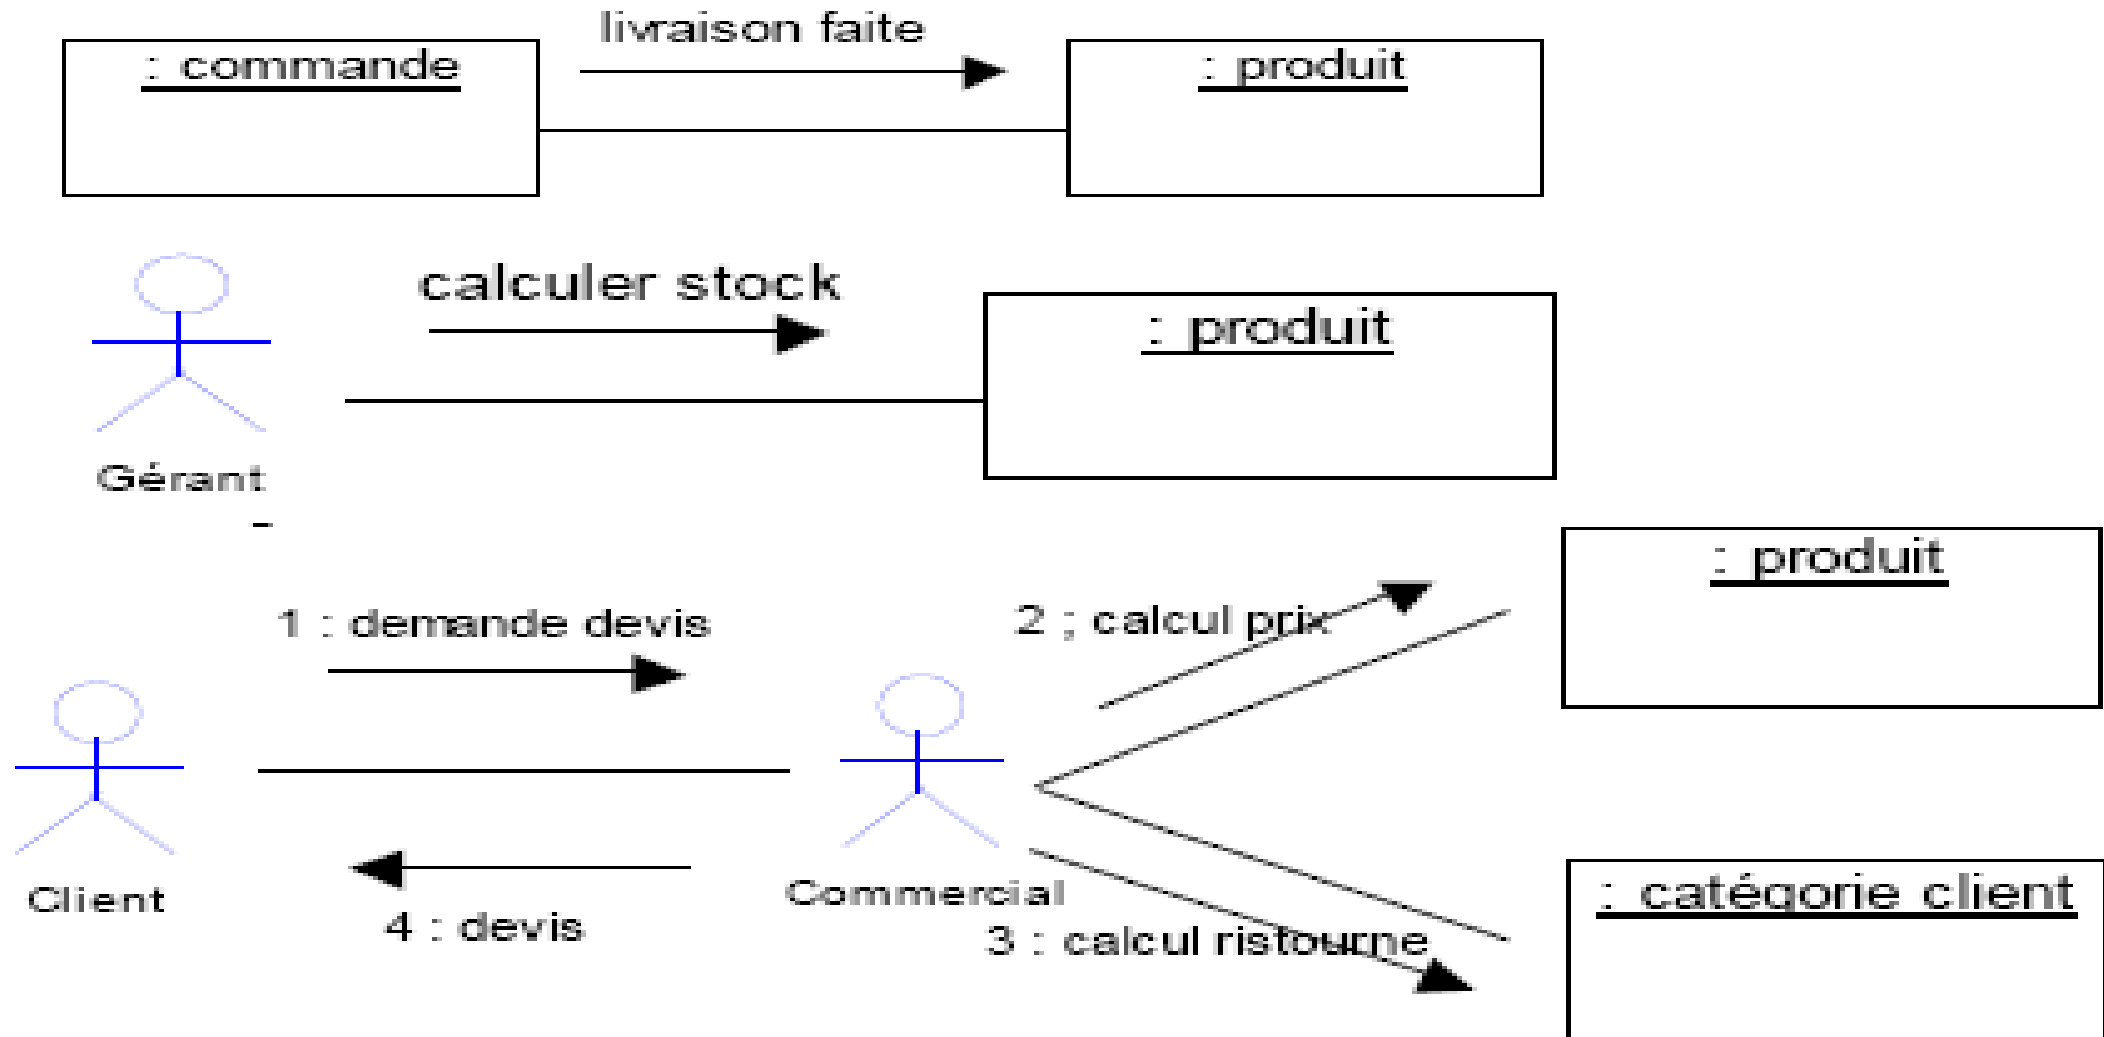 livraison faite
: commande
: produit
calculer stock
: produit
Gérant
: produit
1 : demande devis
2 ; calcul prix
Client
Commercial
: catégorie client
4 : devis
3 : calcul ristourne